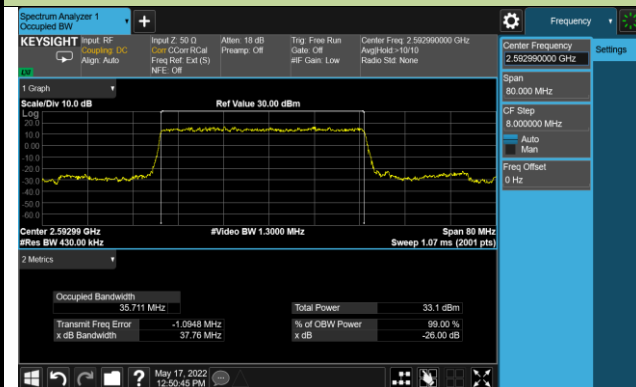 Spectrum Analyzer 1
Occupied BW
Frequency
KEYSIGHT
Input: RF
Coupling: DC
Align: Auto
Input Z: 50 Ω
Corr CCorr RCal
Freq Ref: Ext (S)
NFE: Off
Atten: 18 dB
Preamp: Off
Trig: Free Run
Gate: Off
#IF Gain: Low
Center Freq: 2.592990000 GHz
Avg|Hold:>10/10
Radio Std: None
Center Frequency
2.592990000 GHz
Settings
Span
80.000 MHz
CF Step
8.000000 MHz
Auto
Man
Freq Offset
0 Hz
1 Graph
Scale/Div 10.0 dB
Ref Value 30.00 dBm
Log
20.0
10.0
0.00
-10.0
-20.0
-30.0
-40.0
-50.0
-60.0
Center 2.59299 GHz
#Video BW 1.3000 MHz
Span 80 MHz
#Res BW 430.00 kHz
Sweep 1.07 ms (2001 pts)
2 Metrics
Occupied Bandwidth
35.711 MHz
Total Power
33.1 dBm
Transmit Freq Error
-1.0948 MHz
% of OBW Power
99.00 %
x dB Bandwidth
37.76 MHz
x dB
-26.00 dB
May 17, 2022
12:50:45 PM